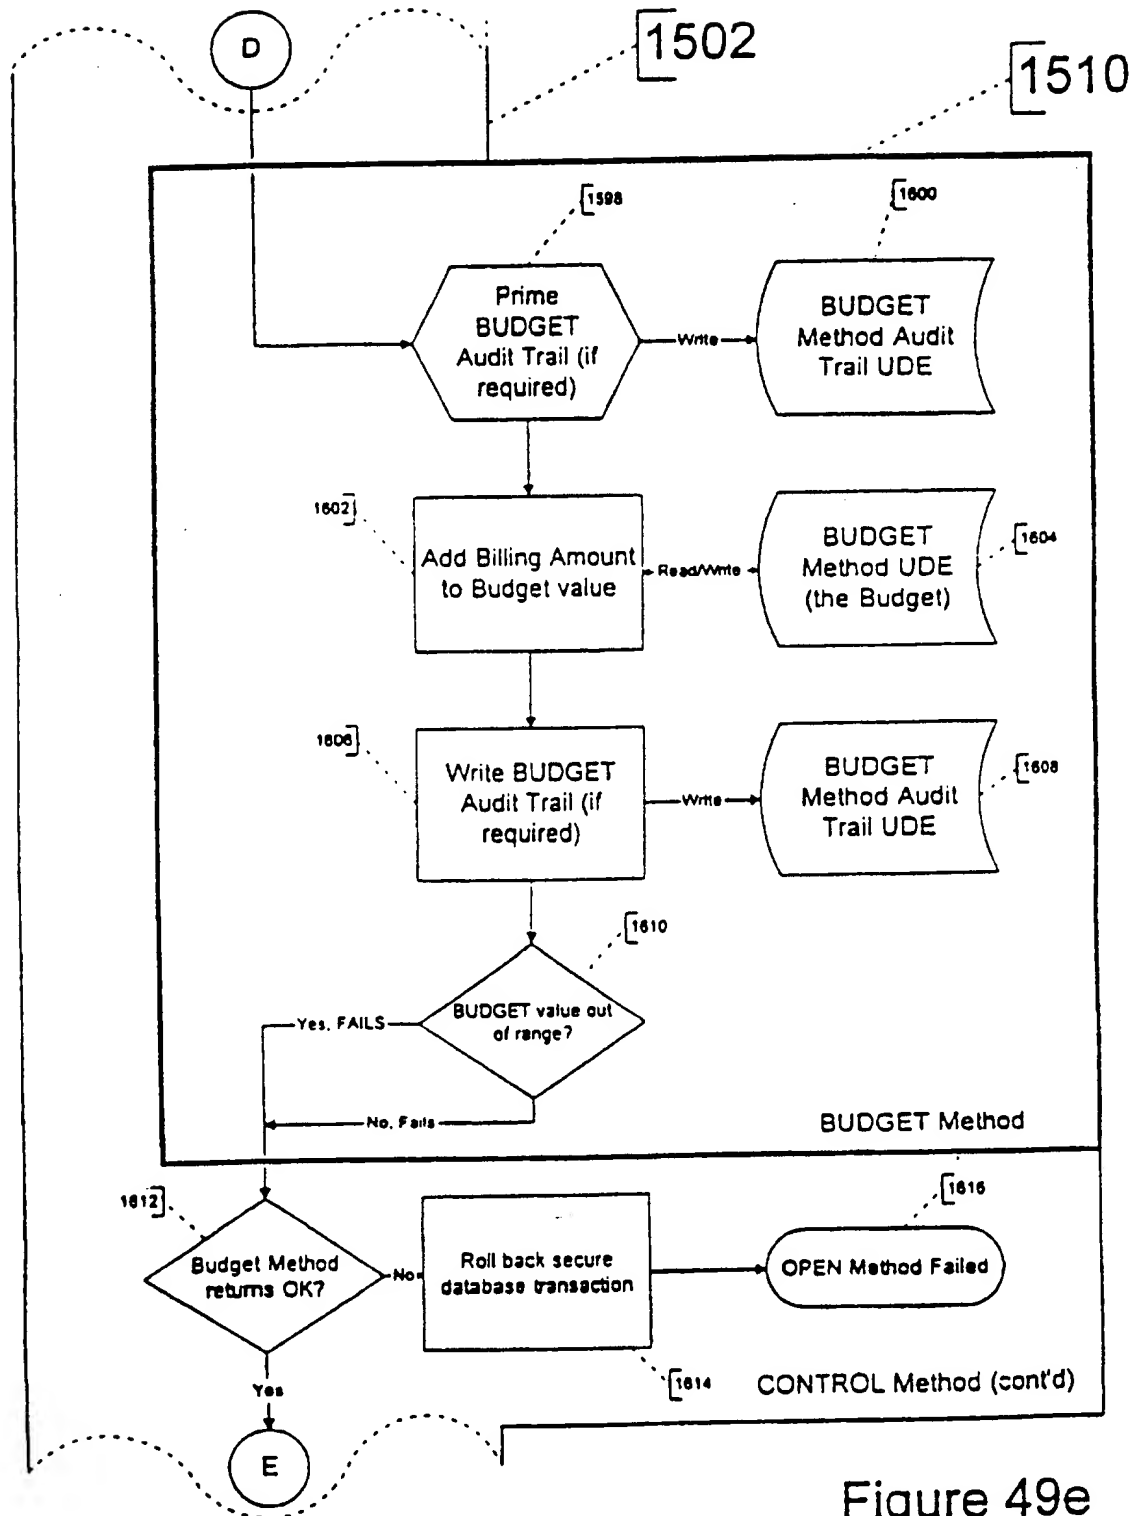 D
1502
1510
1598
1600
Prime
BUDGET
Audit Trail (if
required)
Write
BUDGET
Method Audit
Trail UDE
1602
Add Billing Amount
to Budget value
Read/Write
BUDGET
Method UDE
(the Budget)
1604
1606
Write BUDGET
Audit Trail (if
required)
Write
BUDGET
Method Audit
Trail UDE
1608
1610
BUDGET value out
of range?
Yes, FAILS
No, Fails
BUDGET Method
1612
Budget Method
returns OK?
No
Roll back secure
database transaction
1616
OPEN Method Failed
1614
CONTROL Method (cont'd)
Yes
E
Figure 49e